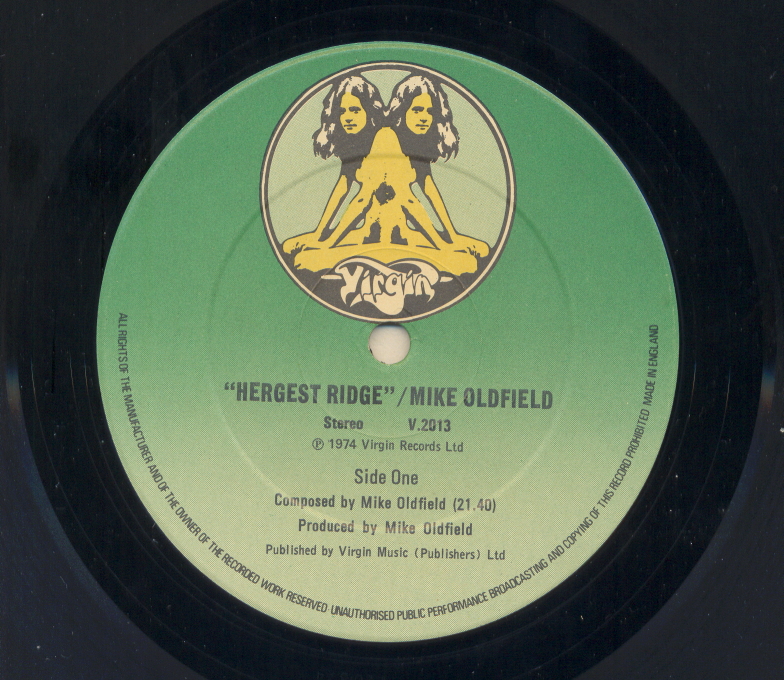 Virgin
“HERGEST RIDGE”/MIKE OLDFIELD
Stereo V.2013
℗ 1974 Virgin Records Ltd
Side One
Composed by Mike Oldfield (21.40)
Produced by Mike Oldfield
Published by Virgin Music (Publishers) Ltd
ALL RIGHTS OF THE MANUFACTURER AND OF THE OWNER OF THE RECORDED WORK RESERVED UNAUTHORISED PUBLIC PERFORMANCE BROADCASTING AND COPYING OF THIS RECORD PROHIBITED MADE IN ENGLAND